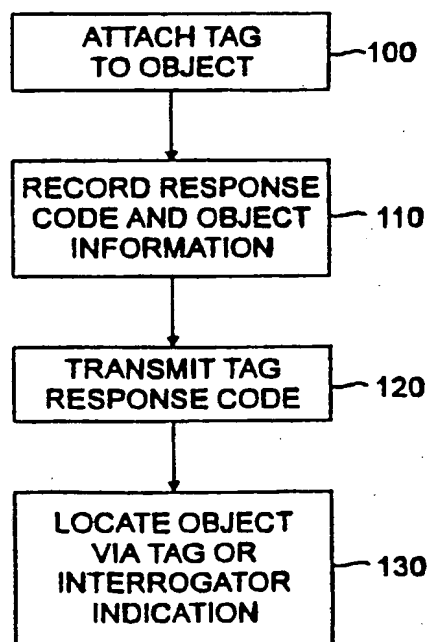 ATTACH TAG
TO OBJECT
100
RECORD RESPONSE
CODE AND OBJECT
INFORMATION
110
TRANSMIT TAG
RESPONSE CODE
120
LOCATE OBJECT
VIA TAG OR
INTERROGATOR
INDICATION
130